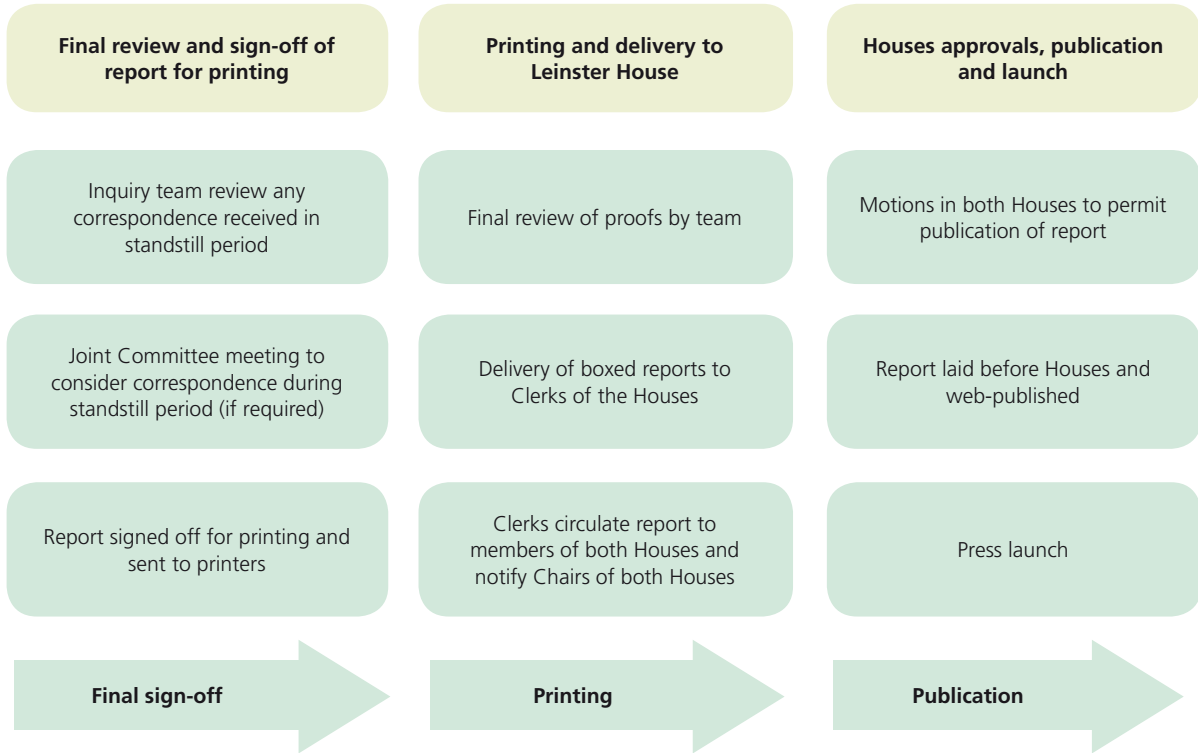 Final review and sign-off of
report for printing
Printing and delivery to
Leinster House
Houses approvals, publication
and launch
Inquiry team review any
correspondence received in
standstill period
Final review of proofs by team
Motions in both Houses to permit
publication of report
Joint Committee meeting to
consider correspondence during
standstill period (if required)
Delivery of boxed reports to
Clerks of the Houses
Report laid before Houses and
web-published
Report signed off for printing and
sent to printers
Clerks circulate report to
members of both Houses and
notify Chairs of both Houses
Press launch
Final sign-off
Printing
Publication